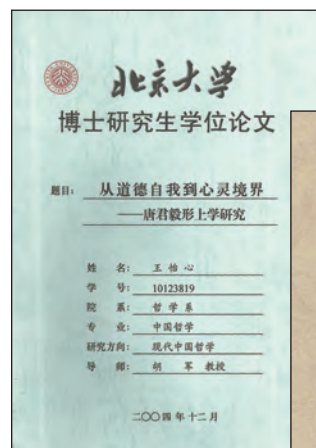 北京大学
博士研究生学位论文
题目: 从道德自我到心灵境界
——唐君毅形上学研究
姓 名: 王怡心
学 号: 10123819
院 系: 哲学系
专 业: 中国哲学
研究方向: 现代中国哲学
导 师: 胡 军 教授
二〇〇四年十二月